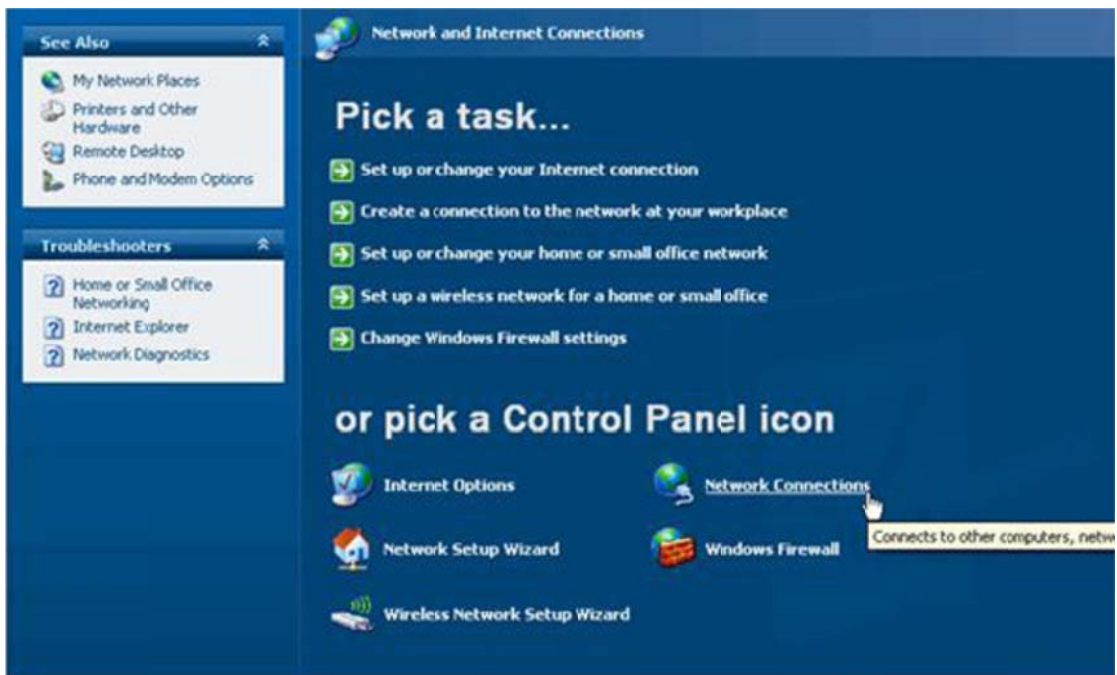 See Also
My Network Places
Printers and Other
Hardware
Remote Desktop
Phone and Modem Options
Troubleshooters
Home or Small Office
Networking
Internet Explorer
Network Diagnostics
Network and Internet Connections
Pick a task...
Set up or change your Internet connection
Create a connection to the network at your workplace
Set up or change your home or small office network
Set up a wireless network for a home or small office
Change Windows Firewall settings
or pick a Control Panel icon
Internet Options
Network Connections
Network Setup Wizard
Windows Firewall
Connects to other computers, netw
Wireless Network Setup Wizard